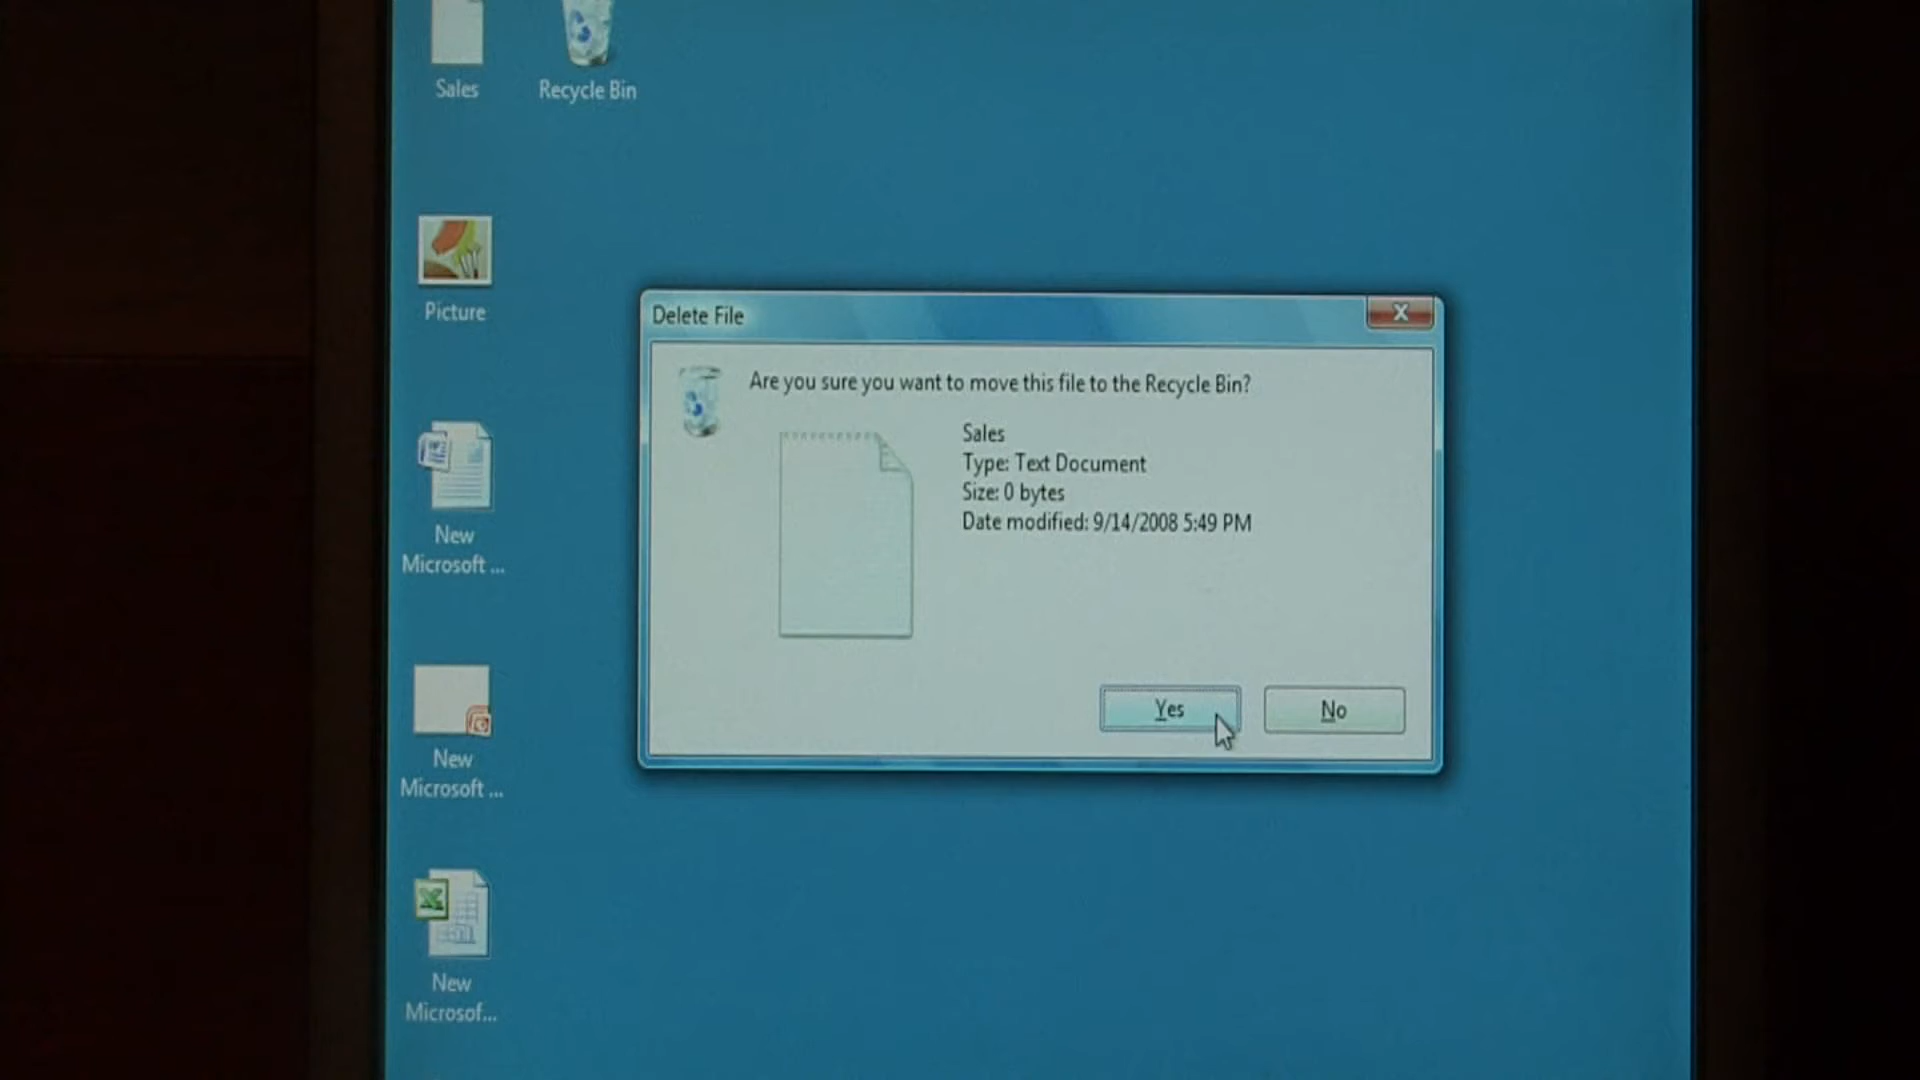 Sales
Recycle Bin
Picture
New
Microsoft ...
New
Microsoft ...
New
Microsof...
Delete File
X
Are you sure you want to move this file to the Recycle Bin?
Sales
Type: Text Document
Size: 0 bytes
Date modified: 9/14/2008 5:49 PM
Yes
No